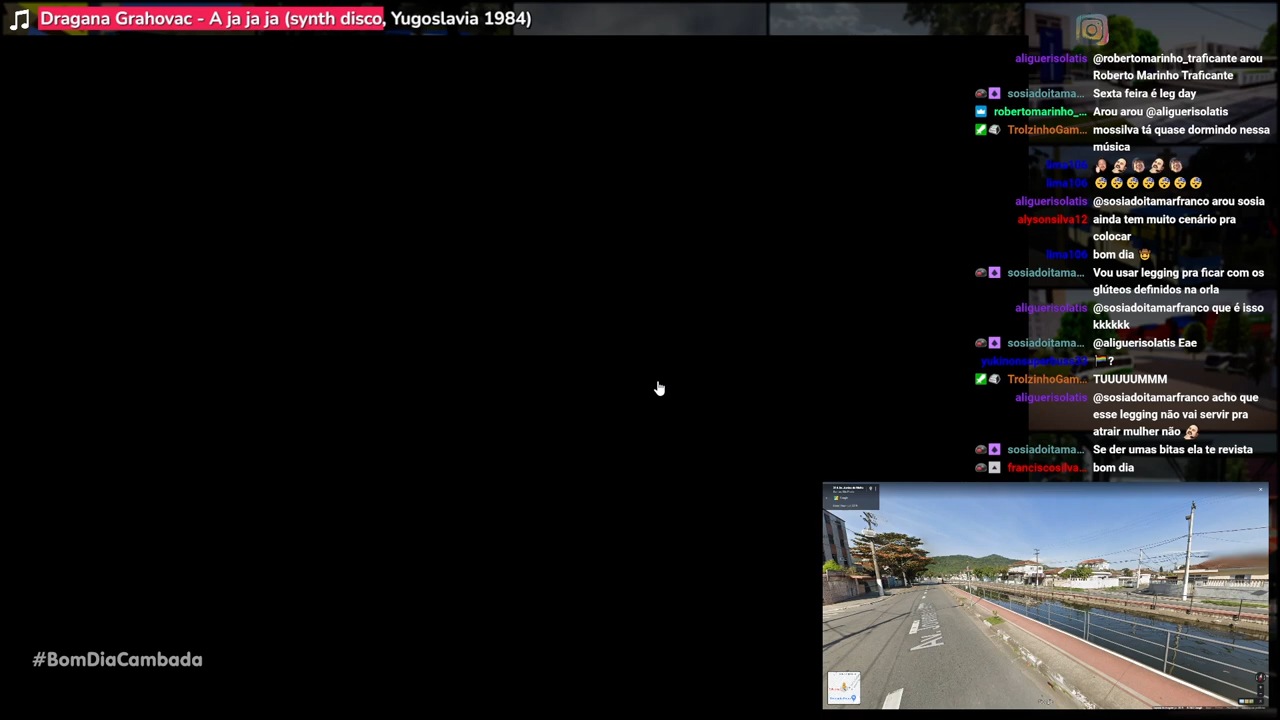 Dragana Grahovac - A ja ja ja (synth disco, Yugoslavia 1984)
aliguerisolatis @robertomarinho_traficante arou
Roberto Marinho Traficante
sosiadoitama... Sexta feira é leg day
robertomarinho_... Arou arou @aliguerisolatis
TrolzinhoGam... mossilva tá quase dormindo nessa
música
lima106
lima106
aliguerisolatis @sosiadoitamarfranco arou sosia
alysonsilva12 ainda tem muito cenário pra
colocar
lima106 bom dia
sosiadoitama... Vou usar legging pra ficar com os
glúteos definidos na orla
aliguerisolatis @sosiadoitamarfranco que é isso
kkkkkk
sosiadoitama... @aliguerisolatis Eae
?
TrolzinhoGam... TUUUUUMMM
aliguerisolatis @sosiadoitamarfranco acho que
esse legging não vai servir pra
atrair mulher não
sosiadoitama... Se der umas bitas ela te revista
franciscosilva... bom dia
#BomDiaCambada